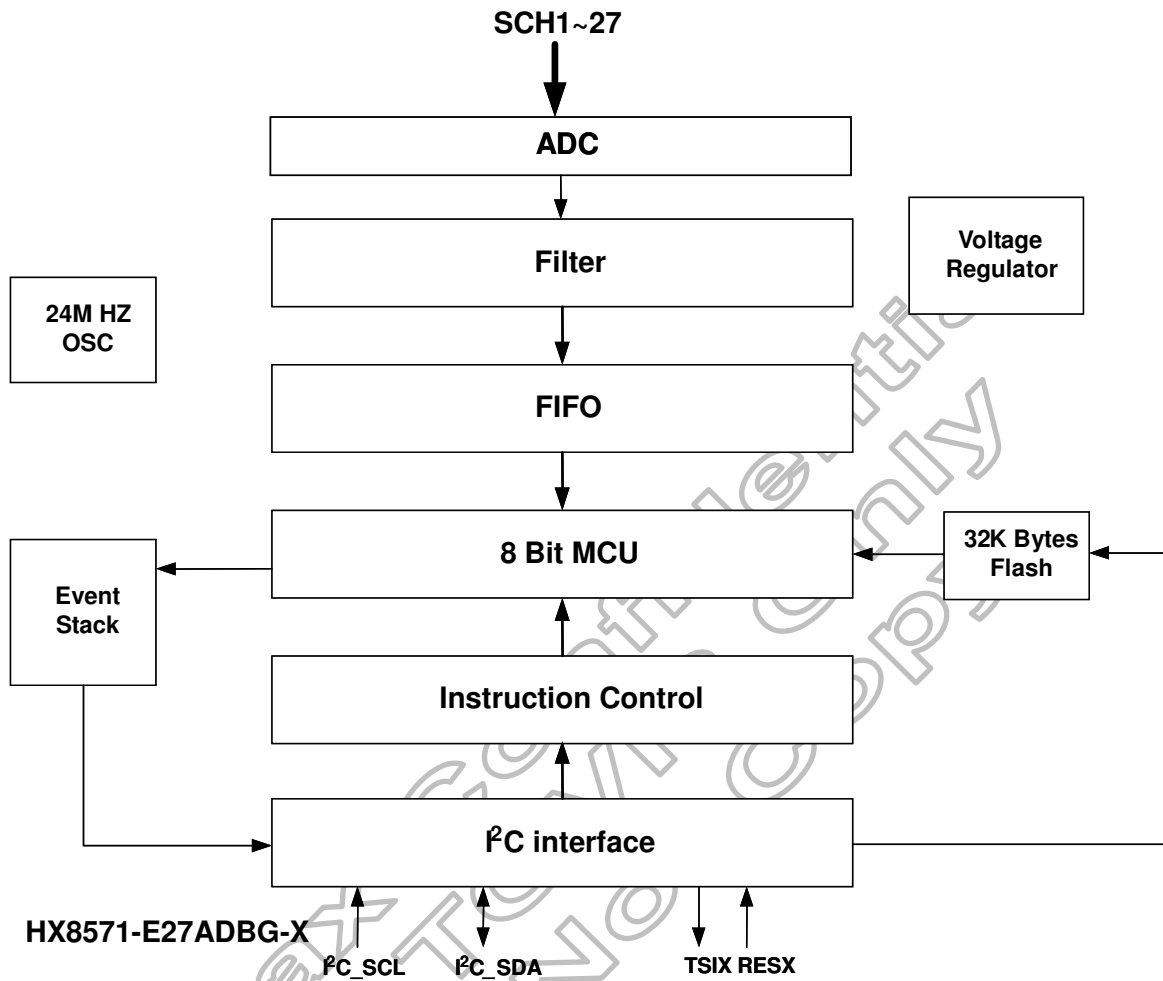 SCH1~27
ADC
Filter
Voltage
Regulator
24M HZ
OSC
FIFO
8 Bit MCU
32K Bytes
Flash
Event
Stack
Instruction Control
I²C interface
HX8571-E27ADBG-X
I²C_SCL
I²C_SDA
TSIX RESX